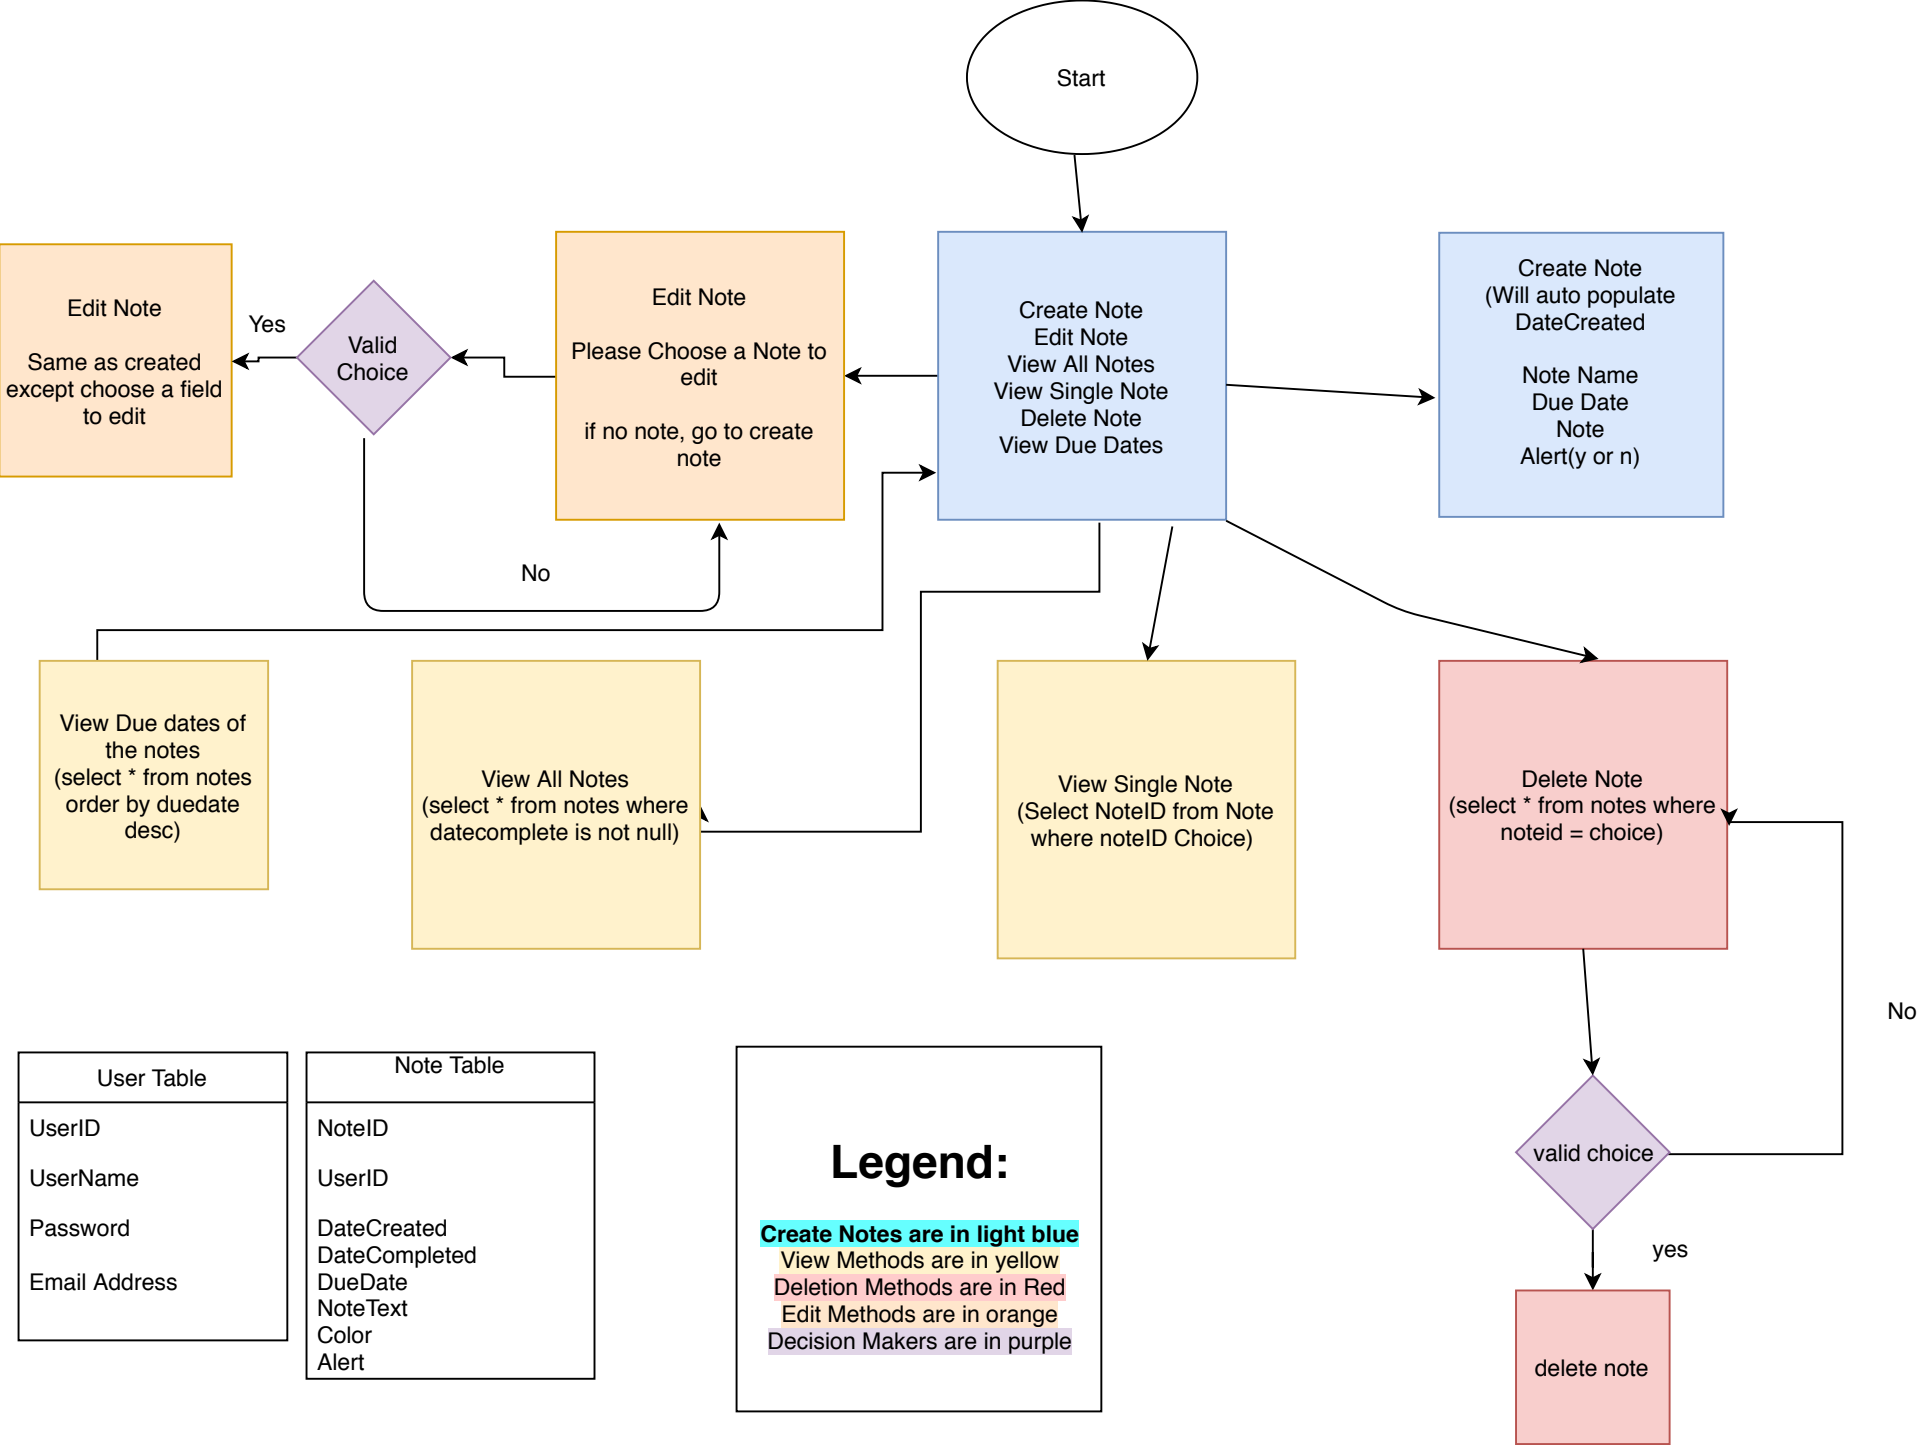 Start
Edit Note
Same as created
except choose a field
to edit
Yes
Valid
Choice
No
Edit Note
Please Choose a Note to
edit
if no note, go to create
note
Create Note
Edit Note
View All Notes
View Single Note
Delete Note
View Due Dates
Create Note
(Will auto populate
DateCreated
Note Name
Due Date
Note
Alert(y or n)
View Due dates of
the notes
(select * from notes
order by duedate
desc)
View All Notes
(select * from notes where
datecomplete is not null)
View Single Note
(Select NoteID from Note
where noteID Choice)
Delete Note
(select * from notes where
noteid = choice)
No
valid choice
yes
delete note
User Table
UserID
UserName
Password
Email Address
Note Table
NoteID
UserID
DateCreated
DateCompleted
DueDate
NoteText
Color
Alert
Legend:
Create Notes are in light blue
View Methods are in yellow
Deletion Methods are in Red
Edit Methods are in orange
Decision Makers are in purple